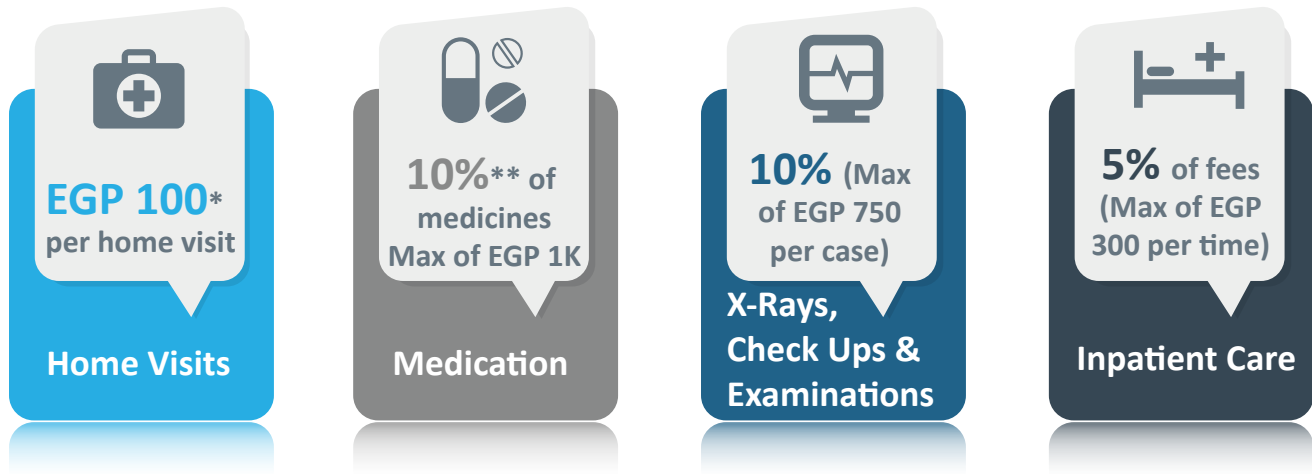 EGP 100*
per home visit
Home Visits
10%** of
medicines
Max of EGP 1K
Medication
10% (Max
of EGP 750
per case)
X-Rays,
Check Ups &
Examinations
5% of fees
(Max of EGP
300 per time)
Inpatient Care